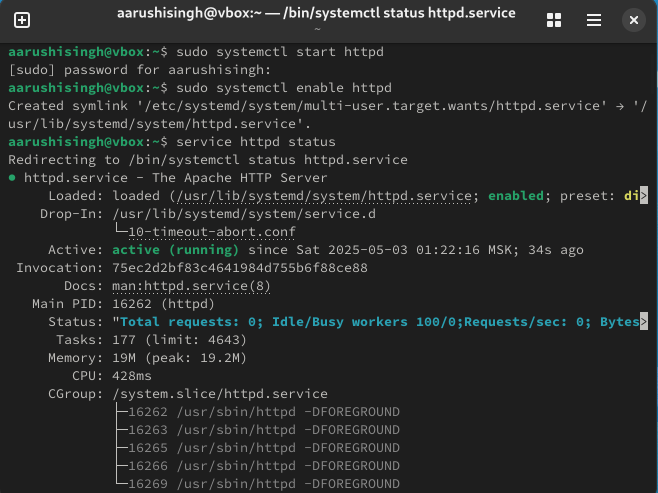 aarushisingh@vbox:~ — /bin/systemctl status httpd.service
~
aarushisingh@vbox:~$ sudo systemctl start httpd
[sudo] password for aarushisingh:
aarushisingh@vbox:~$ sudo systemctl enable httpd
Created symlink '/etc/systemd/system/multi-user.target.wants/httpd.service' → '/
usr/lib/systemd/system/httpd.service'.
aarushisingh@vbox:~$ service httpd status
Redirecting to /bin/systemctl status httpd.service
● httpd.service - The Apache HTTP Server
     Loaded: loaded (/usr/lib/systemd/system/httpd.service; enabled; preset: di>
    Drop-In: /usr/lib/systemd/system/service.d
             └─10-timeout-abort.conf
     Active: active (running) since Sat 2025-05-03 01:22:16 MSK; 34s ago
 Invocation: 75ec2d2bf83c4641984d755b6f88ce88
       Docs: man:httpd.service(8)
   Main PID: 16262 (httpd)
     Status: "Total requests: 0; Idle/Busy workers 100/0;Requests/sec: 0; Bytes>
      Tasks: 177 (limit: 4643)
     Memory: 19M (peak: 19.2M)
        CPU: 428ms
     CGroup: /system.slice/httpd.service
             ├─16262 /usr/sbin/httpd -DFOREGROUND
             ├─16263 /usr/sbin/httpd -DFOREGROUND
             ├─16265 /usr/sbin/httpd -DFOREGROUND
             ├─16266 /usr/sbin/httpd -DFOREGROUND
             └─16269 /usr/sbin/httpd -DFOREGROUND